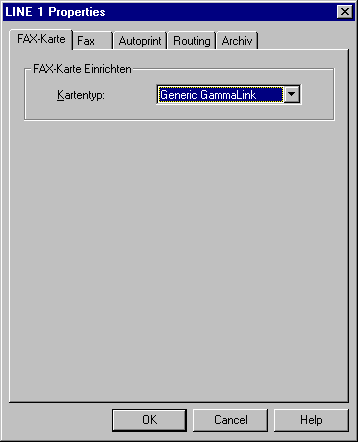 LINE 1 Properties
FAX-Karte Fax Autoprint Routing Archiv
FAX-Karte Einrichten
Kartentyp: Generic GammaLink
OK Cancel Help